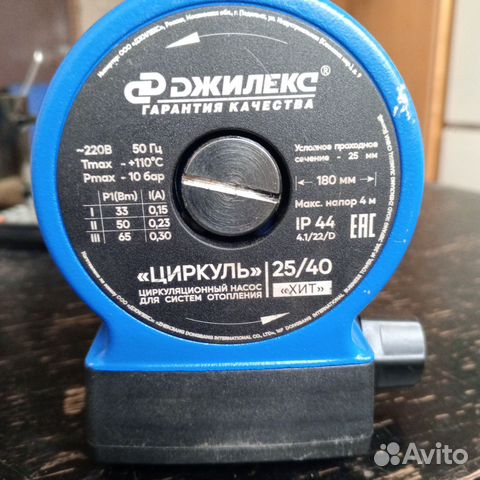 ДЖИЛЕКС®
ГАРАНТИЯ КАЧЕСТВА
~220В 50 Гц
Tmax - +110°С
Pmax - 10 бар
P1(Вт) I(A)
I 33 0,15
II 50 0,23
III 65 0,30
Условное проходное
сечение - 25 мм
180 мм
Макс. напор 4 м
IP 44
4.1/22/D
EAC
«ЦИРКУЛЬ» 25/40
ЦИРКУЛЯЦИОННЫЙ НАСОС
ДЛЯ СИСТЕМ ОТОПЛЕНИЯ
«ХИТ»
Avito